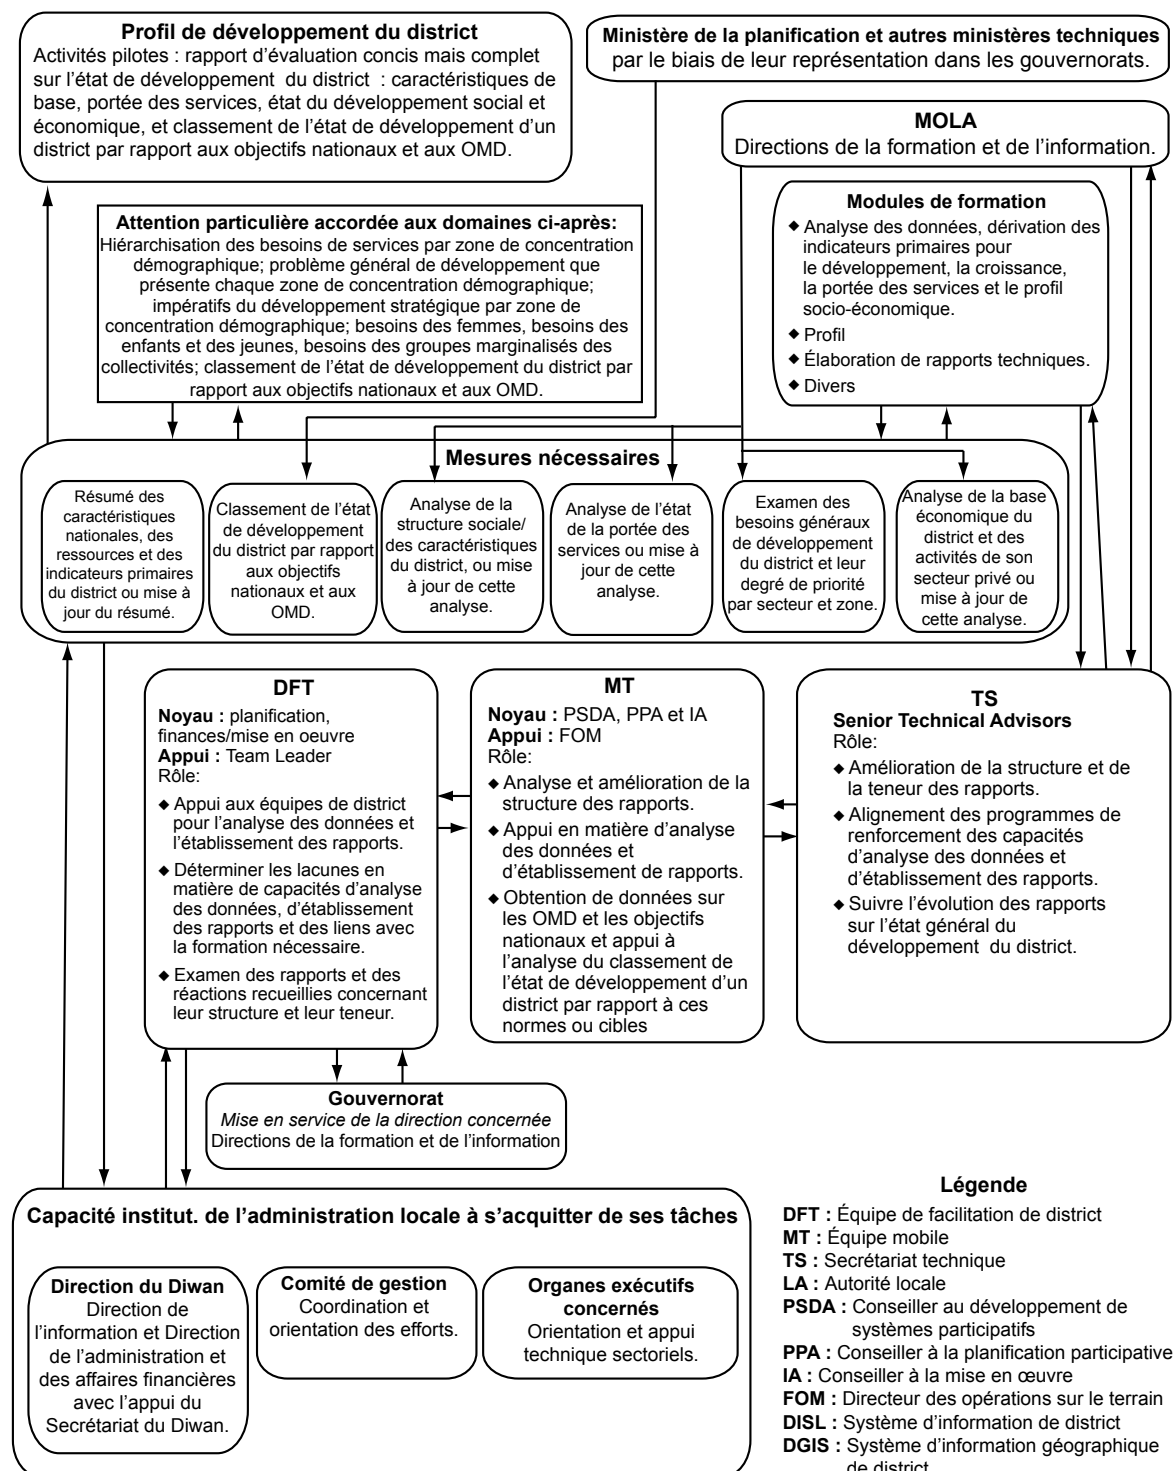 Profil de développement du district
Activités pilotes : rapport d'évaluation concis mais complet
sur l'état de développement du district : caractéristiques de
base, portée des services, état du développement social et
économique, et classement de l'état de développement d'un
district par rapport aux objectifs nationaux et aux OMD.
Ministère de la planification et autres ministères techniques
par le biais de leur représentation dans les gouvernorats.
MOLA
Directions de la formation et de l'information.
Attention particulière accordée aux domaines ci-après:
Hiérarchisation des besoins de services par zone de concentration
démographique; problème général de développement que
présente chaque zone de concentration démographique;
impératifs du développement stratégique par zone de
concentration démographique; besoins des femmes, besoins des
enfants et des jeunes, besoins des groupes marginalisés des
collectivités; classement de l'état de développement du district par
rapport aux objectifs nationaux et aux OMD.
Modules de formation
◆ Analyse des données, dérivation des
indicateurs primaires pour
le développement, la croissance,
la portée des services et le profil
socio-économique.
◆ Profil
◆ Élaboration de rapports techniques.
◆ Divers
Mesures nécessaires
Résumé des
caractéristiques
nationales, des
ressources et des
indicateurs primaires
du district ou mise à
jour du résumé.
Classement de l'état
de développement
du district par rapport
aux objectifs
nationaux et aux
OMD.
Analyse de la
structure sociale/
des caractéristiques
du district, ou mise
à jour de cette
analyse.
Analyse de l'état
de la portée des
services ou mise à
jour de cette
analyse.
Examen des
besoins généraux
de développement
du district et leur
degré de priorité
par secteur et zone.
Analyse de la base
économique du
district et des
activités de son
secteur privé ou
mise à jour de
cette analyse.
DFT
Noyau : planification,
finances/mise en oeuvre
Appui : Team Leader
Rôle:
◆ Appui aux équipes de district
pour l'analyse des données et
l'établissement des rapports.
◆ Déterminer les lacunes en
matière de capacités d'analyse
des données, d'établissement
des rapports et des liens avec
la formation nécessaire.
◆ Examen des rapports et des
réactions recueillies concernant
leur structure et leur teneur.
MT
Noyau : PSDA, PPA et IA
Appui : FOM
Rôle:
◆ Analyse et amélioration de la
structure des rapports.
◆ Appui en matière d'analyse
des données et
d'établissement de rapports.
◆ Obtention de données sur
les OMD et les objectifs
nationaux et appui à
l'analyse du classement de
l'état de développement d'un
district par rapport à ces
normes ou cibles
TS
Senior Technical Advisors
Rôle:
◆ Amélioration de la structure et de
la teneur des rapports.
◆ Alignement des programmes de
renforcement des capacités
d'analyse des données et
d'établissement des rapports.
◆ Suivre l'évolution des rapports
sur l'état général du
développement du district.
Gouvernorat
Mise en service de la direction concernée
Directions de la formation et de l'information
Capacité institut. de l'administration locale à s'acquitter de ses tâches
Direction du Diwan
Direction de
l'information et Direction
de l'administration et
des affaires financières
avec l'appui du
Secrétariat du Diwan.
Comité de gestion
Coordination et
orientation des efforts.
Organes exécutifs
concernés
Orientation et appui
technique sectoriels.
Légende
DFT : Équipe de facilitation de district
MT : Équipe mobile
TS : Secrétariat technique
LA : Autorité locale
PSDA : Conseiller au développement de
systèmes participatifs
PPA : Conseiller à la planification participative
IA : Conseiller à la mise en œuvre
FOM : Directeur des opérations sur le terrain
DISL : Système d'information de district
DGIS : Système d'information géographique
de district